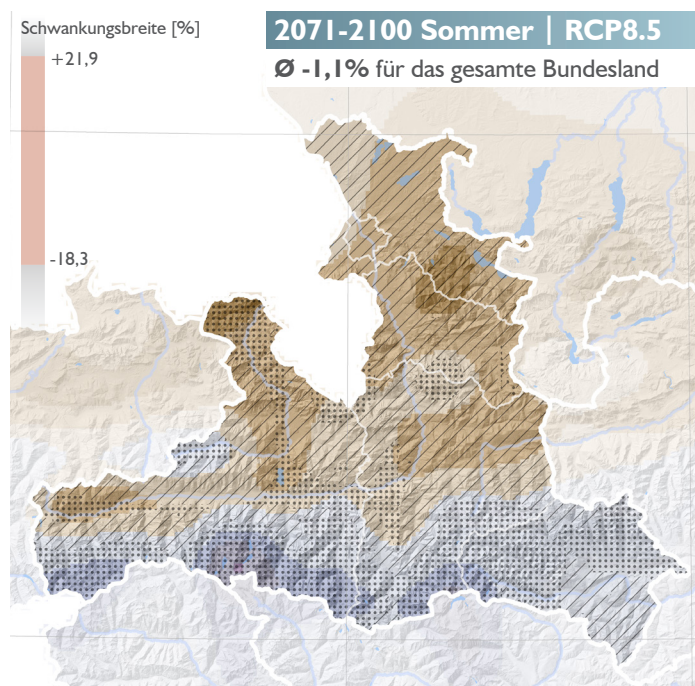 Schwankungsbreite [%]
+21,9
-18,3
2071-2100 Sommer | RCP8.5
Ø -1,1% für das gesamte Bundesland